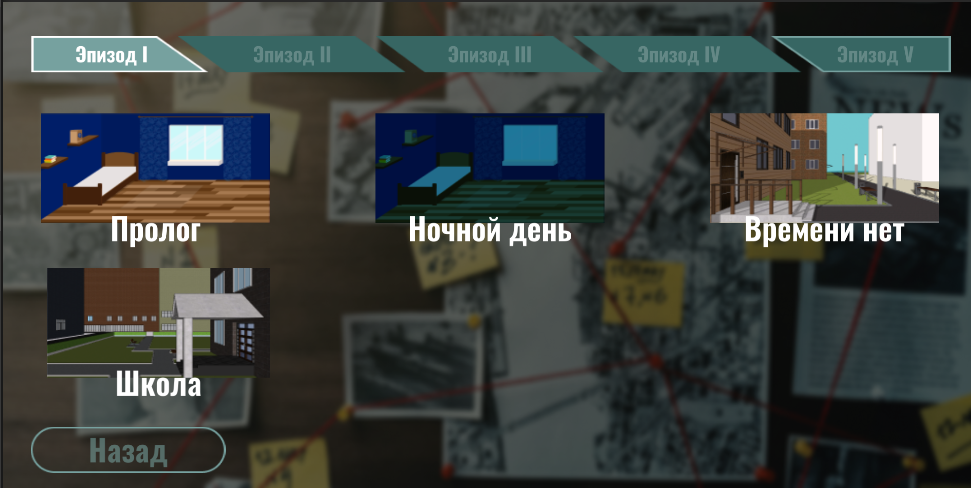 Эпизод I
Эпизод II
Эпизод III
Эпизод IV
Эпизод V
Пролог
Ночной день
Времени нет
Школа
Назад